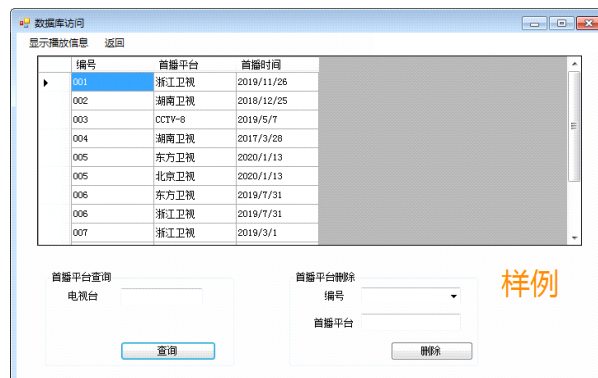 数据库访问
显示播放信息 返回
编号 首播平台 首播时间
001 浙江卫视 2019/11/26
002 湖南卫视 2018/12/25
003 CCTV-8 2019/5/7
004 湖南卫视 2017/3/28
005 东方卫视 2020/1/13
005 北京卫视 2020/1/13
006 东方卫视 2019/7/31
006 浙江卫视 2019/7/31
007 浙江卫视 2019/3/1
首播平台查询 首播平台删除
电视台 编号
首播平台
查询 删除
样例